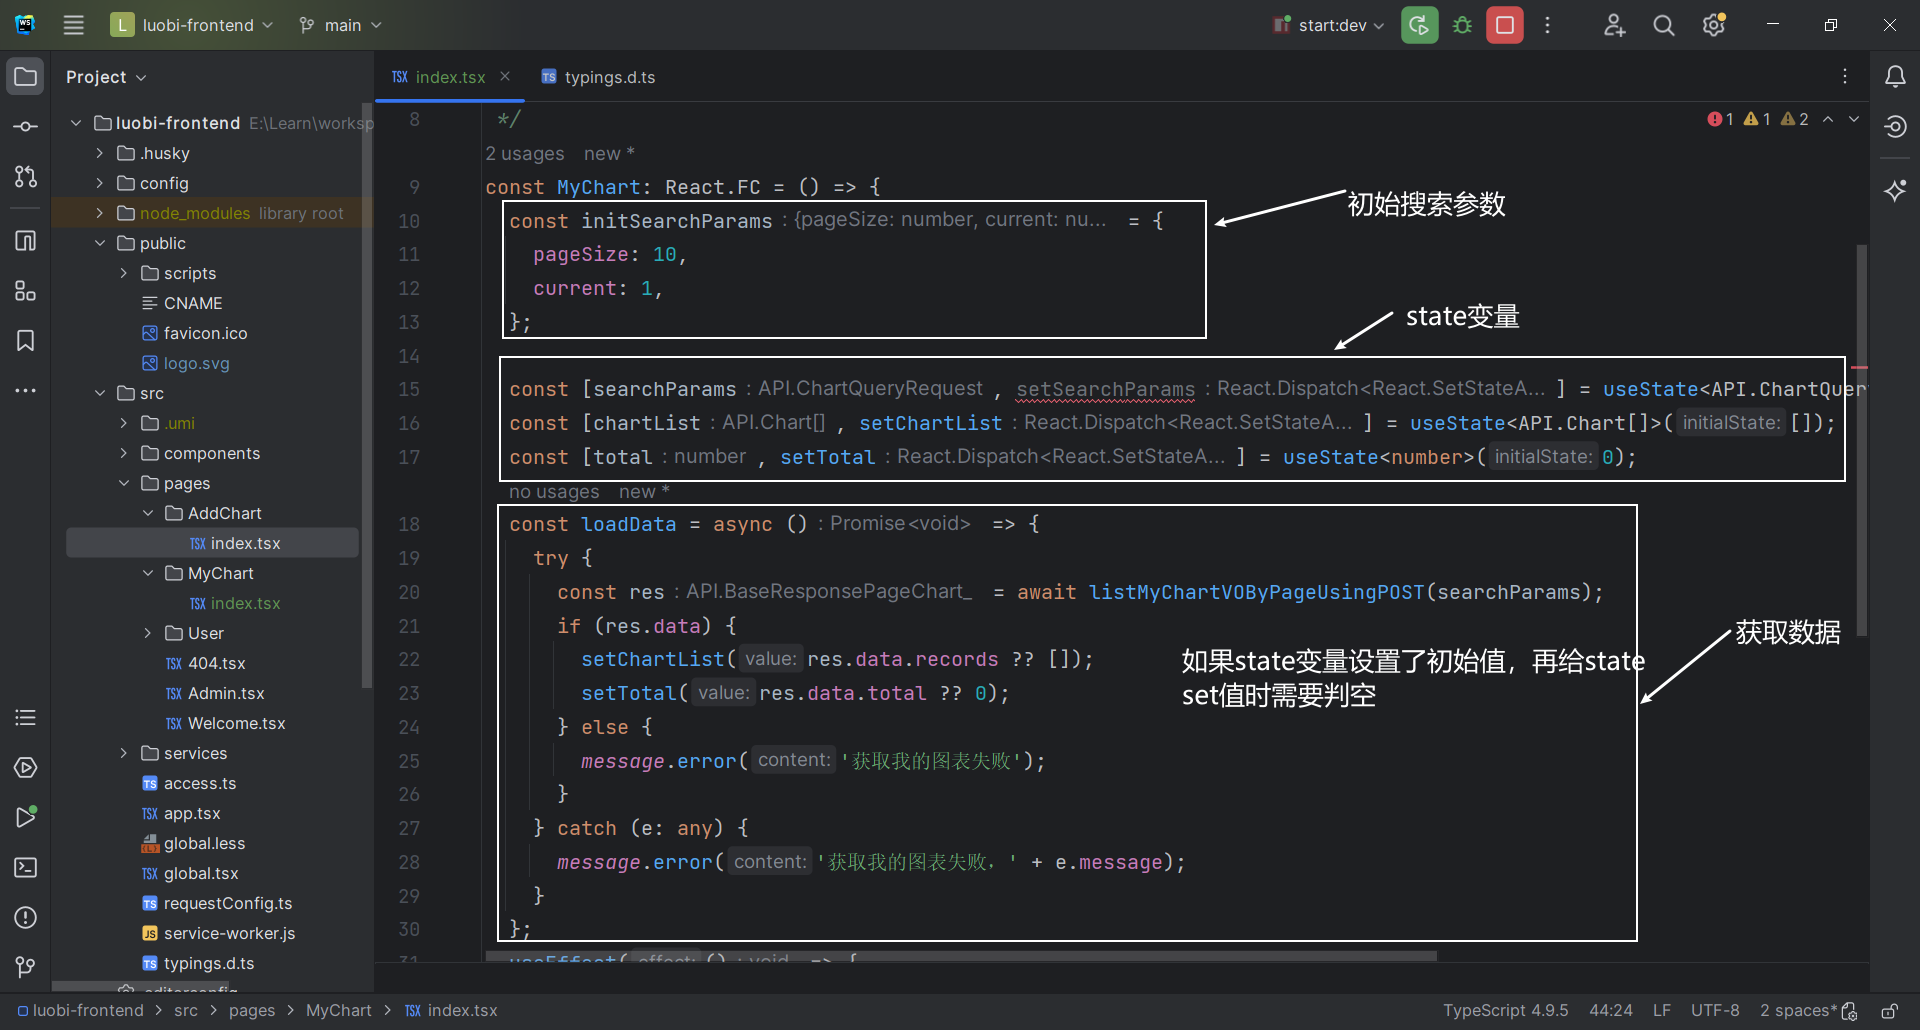 L luobi-frontend main start:dev
Project
index.tsx
typings.d.ts
luobi-frontend E:\Learn\worksp
.husky
config
node_modules library root
public
scripts
CNAME
favicon.ico
logo.svg
src
.umi
components
pages
AddChart
index.tsx
MyChart
index.tsx
User
404.tsx
Admin.tsx
Welcome.tsx
services
access.ts
app.tsx
global.less
global.tsx
requestConfig.ts
service-worker.js
typings.d.ts
.editorconfig
1 1 2
8 */
2 usages new *
9 const MyChart: React.FC = () => {
10 const initSearchParams : {pageSize: number, current: nu... = {
11 pageSize: 10,
12 current: 1,
13 };
14
15 const [searchParams : API.ChartQueryRequest , setSearchParams : React.Dispatch<React.SetStateA... ] = useState<API.ChartQuer
16 const [chartList : API.Chart[] , setChartList : React.Dispatch<React.SetStateA... ] = useState<API.Chart[]>( initialState: []);
17 const [total : number , setTotal : React.Dispatch<React.SetStateA... ] = useState<number>( initialState: 0);
no usages new *
18 const loadData = async () : Promise<void> => {
19 try {
20 const res : API.BaseResponsePageChart_ = await listMyChartVOByPageUsingPOST(searchParams);
21 if (res.data) {
22 setChartList( value: res.data.records ?? []);
23 setTotal( value: res.data.total ?? 0);
24 } else {
25 message.error( content: '获取我的图表失败');
26 }
27 } catch (e: any) {
28 message.error( content: '获取我的图表失败，' + e.message);
29 }
30 };
31 useEffect( effect: () : void => {
初始搜索参数
state变量
获取数据
如果state变量设置了初始值，再给state
set值时需要判空
luobi-frontend > src > pages > MyChart > index.tsx
TypeScript 4.9.5 44:24 LF UTF-8 2 spaces*